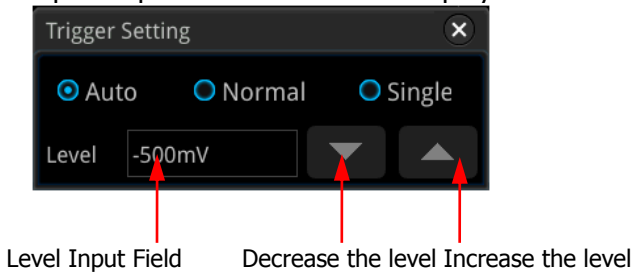 Trigger Setting
Auto Normal Single
Level -500mV
Level Input Field Decrease the level Increase the level